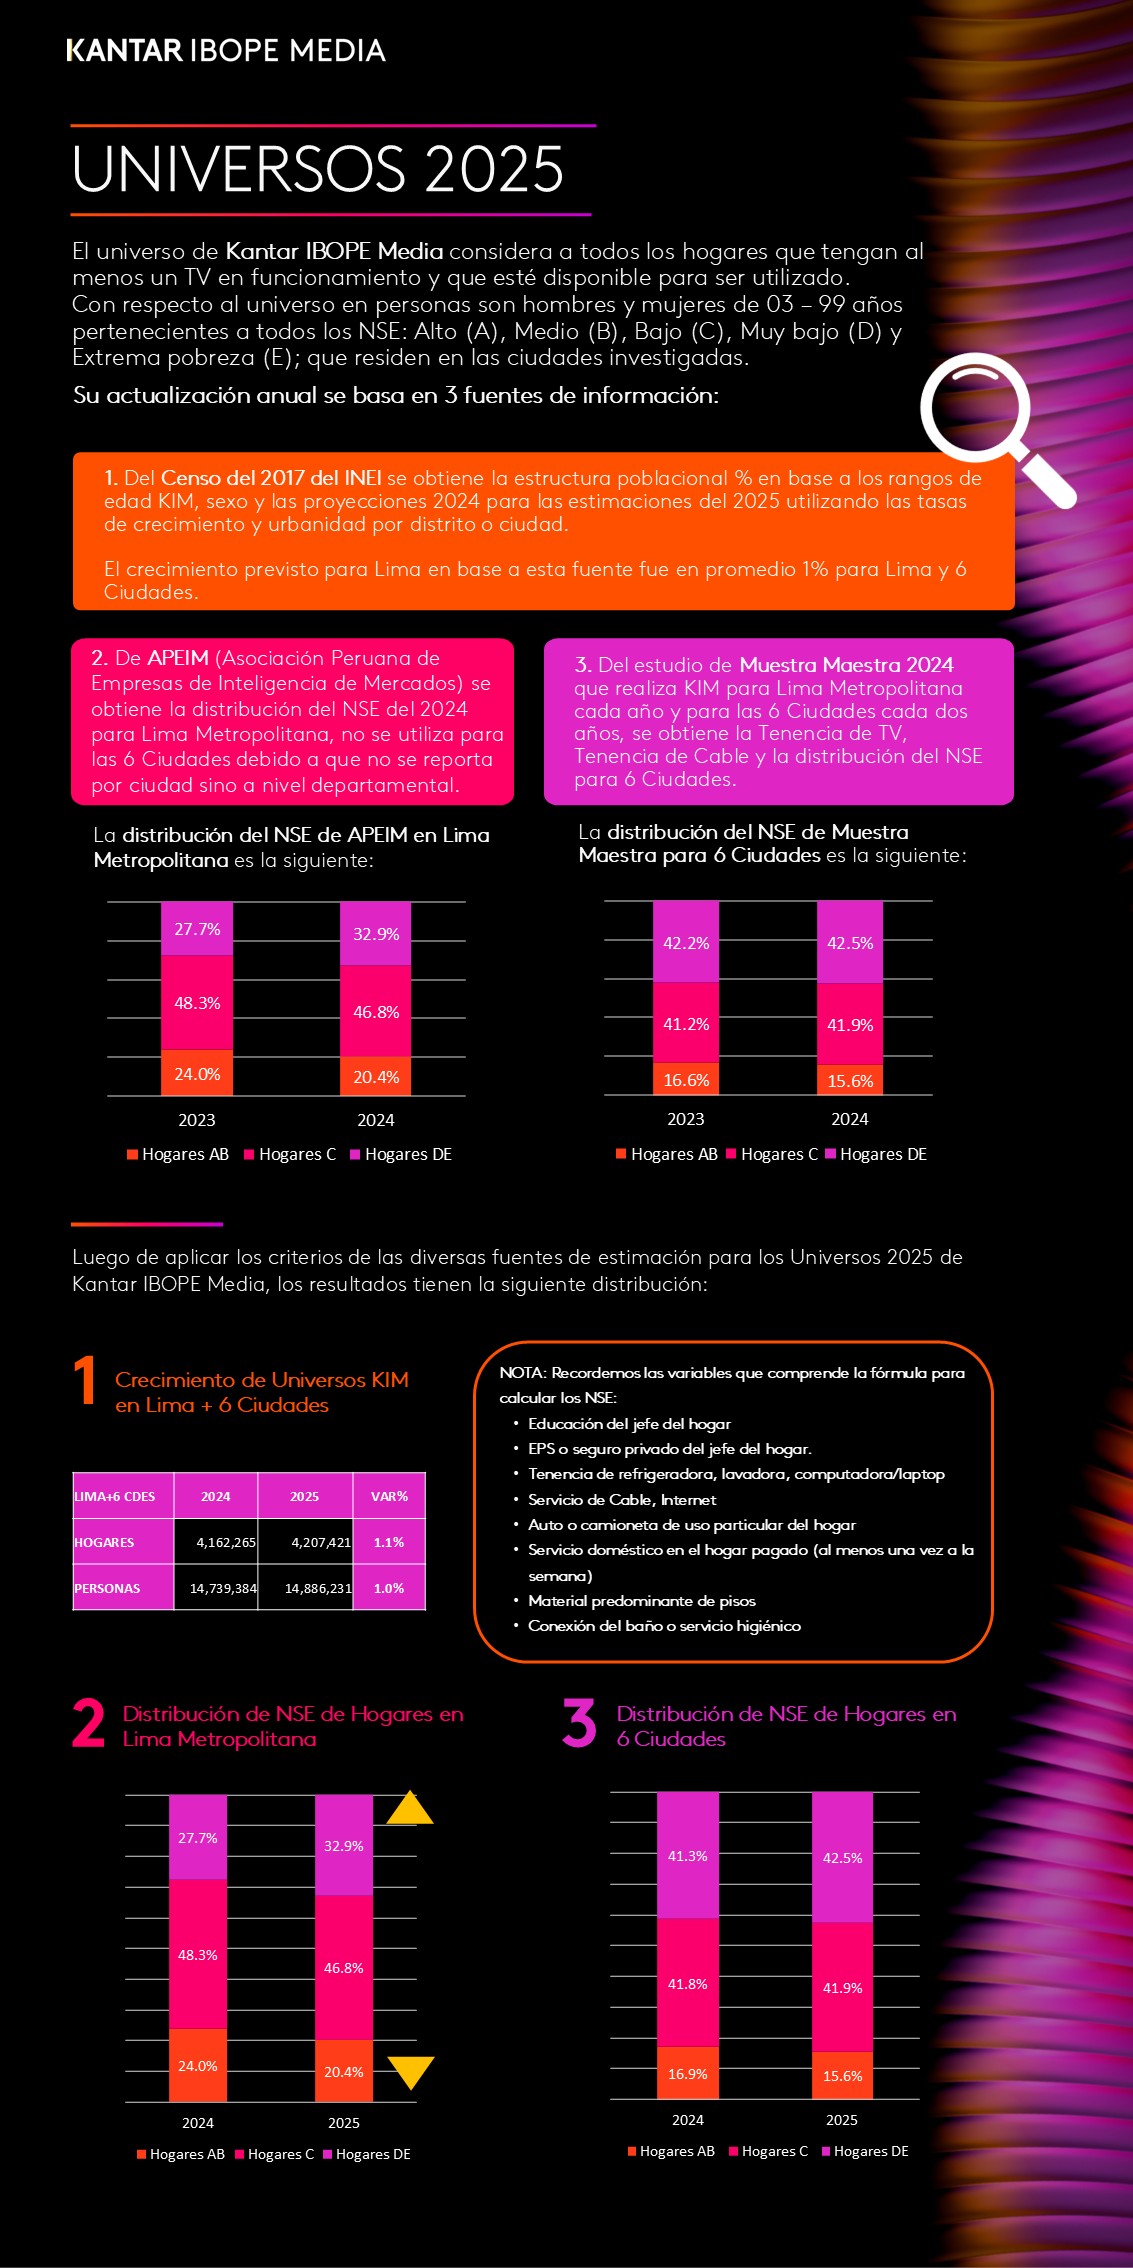 KANTAR IBOPE MEDIA
UNIVERSOS 2025
El universo de Kantar IBOPE Media considera a todos los hogares que tengan al
menos un TV en funcionamiento y que esté disponible para ser utilizado.
Con respecto al universo en personas son hombres y mujeres de 03 – 99 años
pertenecientes a todos los NSE: Alto (A), Medio (B), Bajo (C), Muy bajo (D) y
Extrema pobreza (E); que residen en las ciudades investigadas.
Su actualización anual se basa en 3 fuentes de información:
1. Del Censo del 2017 del INEI se obtiene la estructura poblacional % en base a los rangos de
edad KIM, sexo y las proyecciones 2024 para las estimaciones del 2025 utilizando las tasas
de crecimiento y urbanidad por distrito o ciudad.
El crecimiento previsto para Lima en base a esta fuente fue en promedio 1% para Lima y 6
Ciudades.
2. De APEIM (Asociación Peruana de
Empresas de Inteligencia de Mercados) se
obtiene la distribución del NSE del 2024
para Lima Metropolitana, no se utiliza para
las 6 Ciudades debido a que no se reporta
por ciudad sino a nivel departamental.
3. Del estudio de Muestra Maestra 2024
que realiza KIM para Lima Metropolitana
cada año y para las 6 Ciudades cada dos
años, se obtiene la Tenencia de TV,
Tenencia de Cable y la distribución del NSE
para 6 Ciudades.
La distribución del NSE de APEIM en Lima
Metropolitana es la siguiente:
27.7% 32.9%
48.3% 46.8%
24.0% 20.4%
2023 2024
Hogares AB Hogares C Hogares DE
La distribución del NSE de Muestra
Maestra para 6 Ciudades es la siguiente:
42.2% 42.5%
41.2% 41.9%
16.6% 15.6%
2023 2024
Hogares AB Hogares C Hogares DE
Luego de aplicar los criterios de las diversas fuentes de estimación para los Universos 2025 de
Kantar IBOPE Media, los resultados tienen la siguiente distribución:
1 Crecimiento de Universos KIM
en Lima + 6 Ciudades
LIMA+6 CDES 2024 2025 VAR%
HOGARES 4,162,265 4,207,421 1.1%
PERSONAS 14,739,384 14,886,231 1.0%
NOTA: Recordemos las variables que comprende la fórmula para
calcular los NSE:
• Educación del jefe del hogar
• EPS o seguro privado del jefe del hogar.
• Tenencia de refrigeradora, lavadora, computadora/laptop
• Servicio de Cable, Internet
• Auto o camioneta de uso particular del hogar
• Servicio doméstico en el hogar pagado (al menos una vez a la
semana)
• Material predominante de pisos
• Conexión del baño o servicio higiénico
2 Distribución de NSE de Hogares en
Lima Metropolitana
27.7% 32.9%
48.3% 46.8%
24.0% 20.4%
2024 2025
Hogares AB Hogares C Hogares DE
3 Distribución de NSE de Hogares en
6 Ciudades
41.3% 42.5%
41.8% 41.9%
16.9% 15.6%
2024 2025
Hogares AB Hogares C Hogares DE